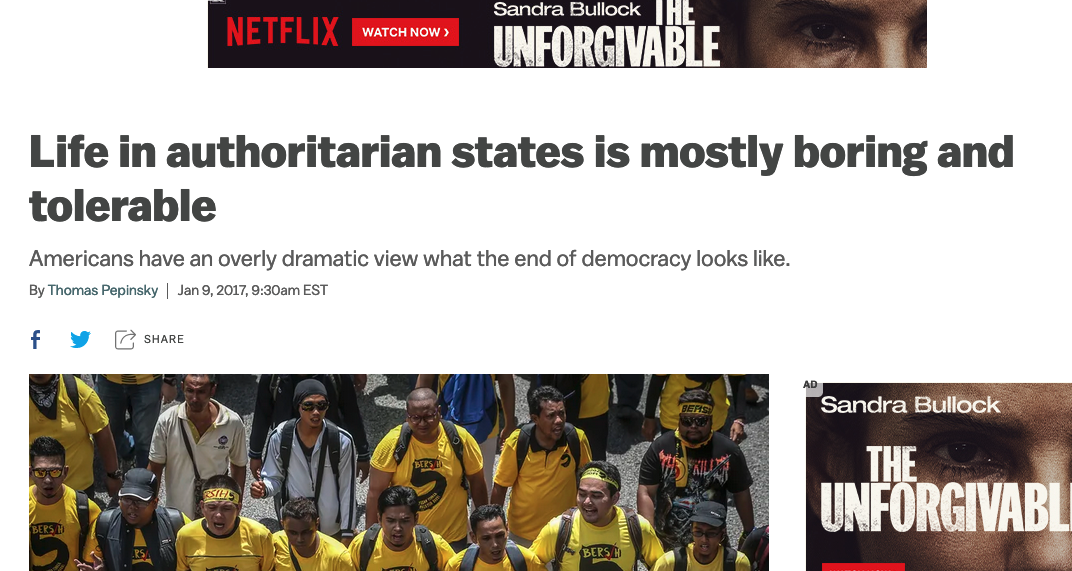 Sandra Bullock
NETFLIX WATCH NOW › THE
UNFORGIVABLE
Life in authoritarian states is mostly boring and
tolerable
Americans have an overly dramatic view what the end of democracy looks like.
By Thomas Pepinsky | Jan 9, 2017, 9:30am EST
SHARE
AD
Sandra Bullock
THE
UNFORGIVABL
BERSIH
BERSIH
5
BERSIH
BERSIH
5